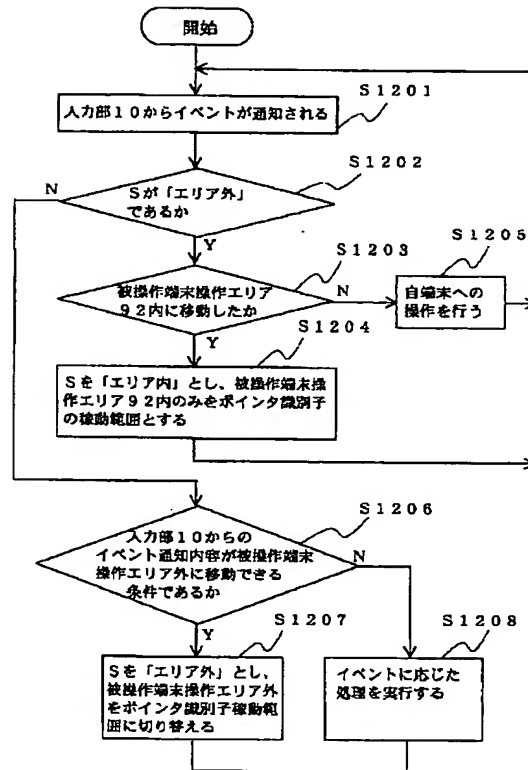 開始
S1201
入力部10からイベントが通知される
S1202
N
Sが「エリア外」
であるか
Y
S1203
S1205
被操作端末操作エリア
92内に移動したか
N
自端末への
操作を行う
Y
S1204
Sを「エリア内」とし、被操作端末操
作エリア92内のみをポインタ識別子
の稼動範囲とする
S1206
入力部10からの
イベント通知内容が被操作端末
操作エリア外に移動できる
条件であるか
N
Y
S1207
S1208
Sを「エリア外」とし、
被操作端末操作エリア外
をポインタ識別子稼動範
囲に切り替える
イベントに応じた
処理を実行する